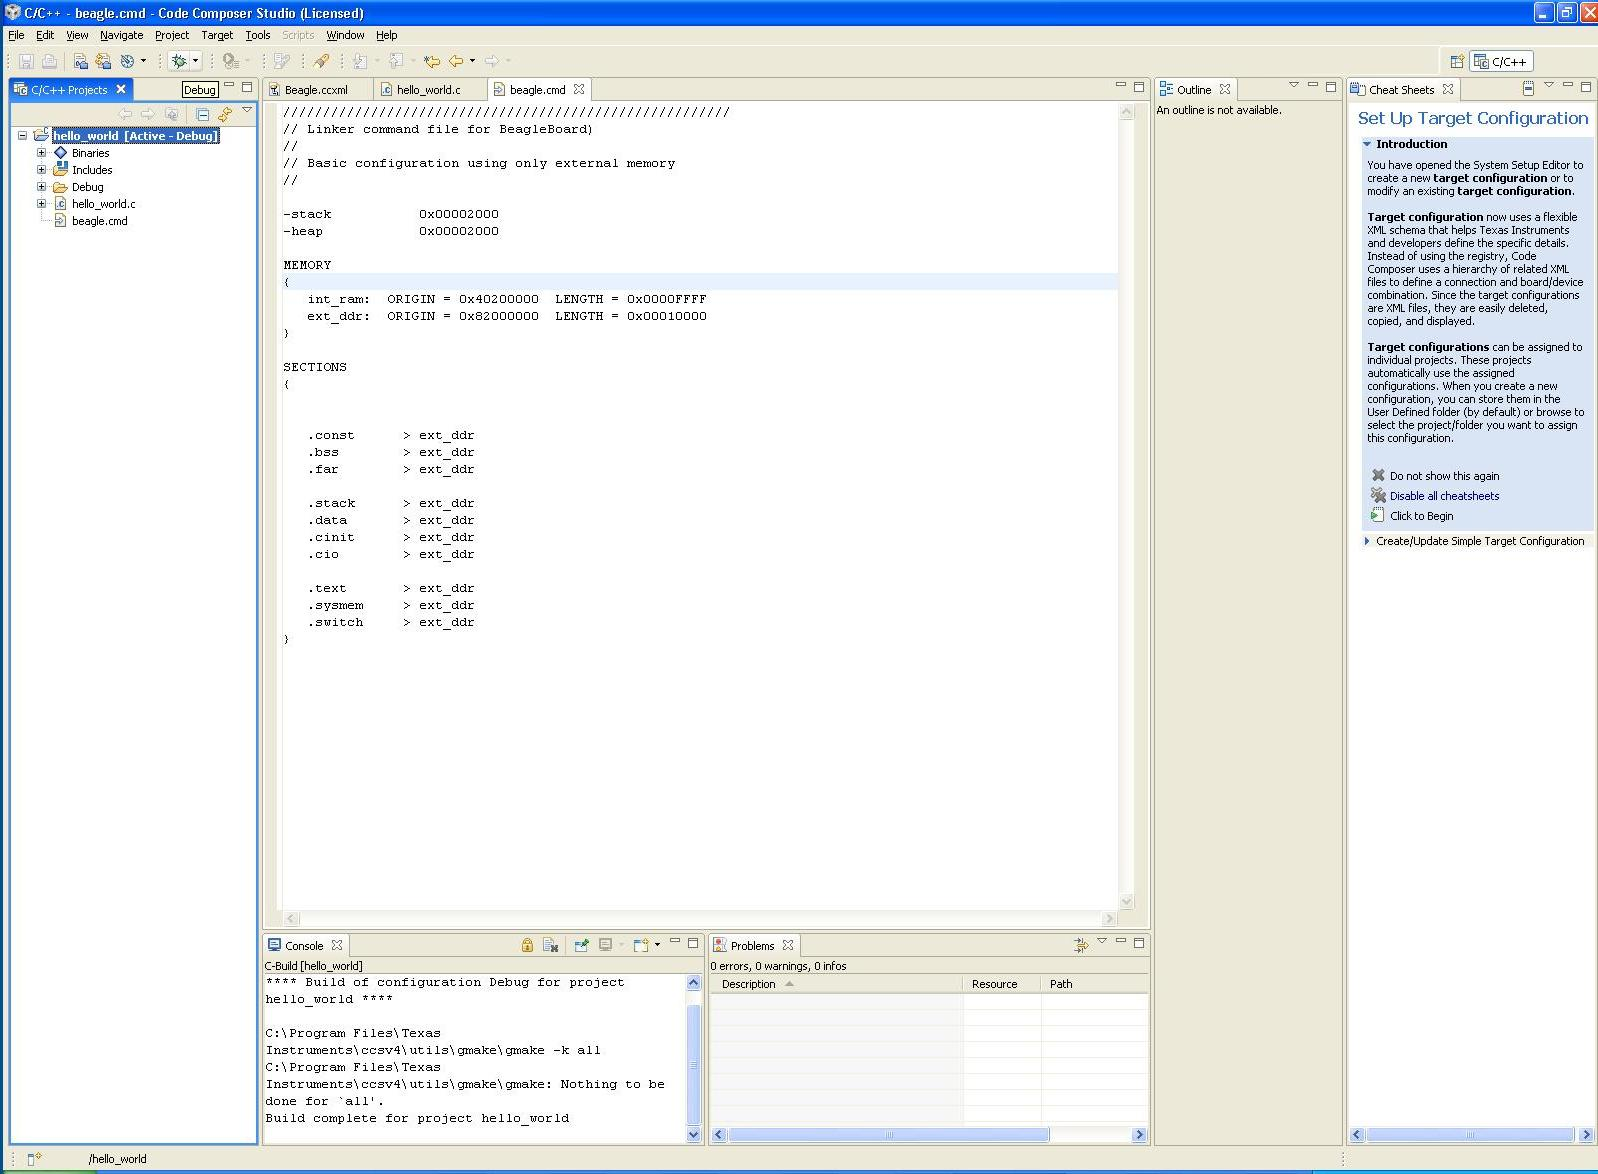 C/C++ - beagle.cmd - Code Composer Studio (Licensed)
File Edit View Navigate Project Target Tools Scripts Window Help
C/C++
C/C++ Projects
Debug
hello_world [Active - Debug]
Binaries
Includes
Debug
hello_world.c
beagle.cmd
Beagle.ccxml
hello_world.c
beagle.cmd
////////////////////////////////////////////////////////
// Linker command file for BeagleBoard)
//
// Basic configuration using only external memory
//
-stack 0x00002000
-heap 0x00002000
MEMORY
{
int_ram: ORIGIN = 0x40200000 LENGTH = 0x0000FFFF
ext_ddr: ORIGIN = 0x82000000 LENGTH = 0x00010000
}
SECTIONS
{
.const > ext_ddr
.bss > ext_ddr
.far > ext_ddr
.stack > ext_ddr
.data > ext_ddr
.cinit > ext_ddr
.cio > ext_ddr
.text > ext_ddr
.sysmem > ext_ddr
.switch > ext_ddr
}
Console
C-Build [hello_world]
**** Build of configuration Debug for project
hello_world ****
C:\Program Files\Texas
Instruments\ccsv4\utils\gmake\gmake -k all
C:\Program Files\Texas
Instruments\ccsv4\utils\gmake\gmake: Nothing to be
done for `all'.
Build complete for project hello_world
Problems
0 errors, 0 warnings, 0 infos
Description Resource Path
Outline
An outline is not available.
Cheat Sheets
Set Up Target Configuration
Introduction
You have opened the System Setup Editor to
create a new target configuration or to
modify an existing target configuration.
Target configuration now uses a flexible
XML schema that helps Texas Instruments
and developers define the specific details.
Instead of using the registry, Code
Composer uses a hierarchy of related XML
files to define a connection and board/device
combination. Since the target configurations
are XML files, they are easily deleted,
copied, and displayed.
Target configurations can be assigned to
individual projects. These projects
automatically use the assigned
configurations. When you create a new
configuration, you can store them in the
User Defined folder (by default) or browse to
select the project/folder you want to assign
this configuration.
Do not show this again
Disable all cheatsheets
Click to Begin
Create/Update Simple Target Configuration
/hello_world